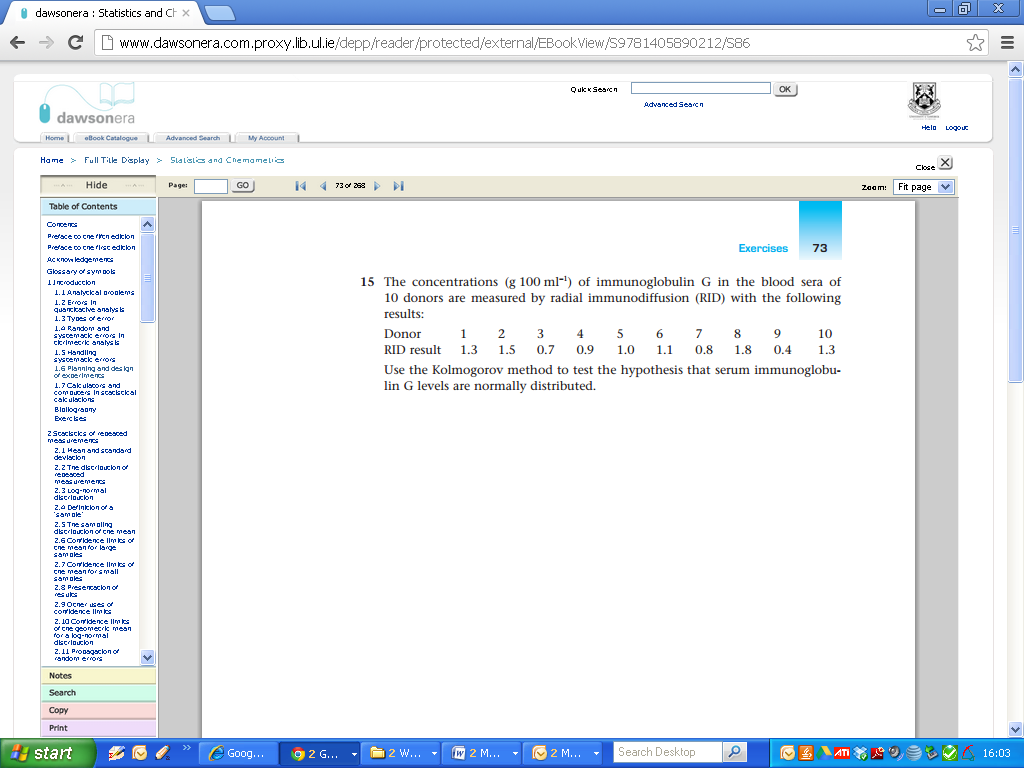 dawsonera : Statistics and Ch
www.dawsonera.com.proxy.lib.ul.ie/depp/reader/protected/external/EBookView/S9781405890212/S86
dawsonera
Quick Search OK
Advanced Search
Help Logout
Home eBook Catalogue Advanced Search My Account
Home > Full Title Display > Statistics and Chemometrics
Close
Hide
Page: GO 73 of 268
Zoom: Fit page
Table of Contents
Contents
Preface to the fifth edition
Preface to the first edition
Acknowledgements
Glossary of symbols
1 Introduction
1.1 Analytical problems
1.2 Errors in
quantitative analysis
1.3 Types of error
1.4 Random and
systematic errors in
titrimetric analysis
1.5 Handling
systematic errors
1.6 Planning and design
of experiments
1.7 Calculators and
computers in statistical
calculations
Bibliography
Exercises
2 Statistics of repeated
measurements
2.1 Mean and standard
deviation
2.2 The distribution of
repeated
measurements
2.3 Log-normal
distribution
2.4 Definition of a
'sample'
2.5 The sampling
distribution of the mean
2.6 Confidence limits of
the mean for large
samples
2.7 Confidence limits of
the mean for small
samples
2.8 Presentation of
results
2.9 Other uses of
confidence limits
2.10 Confidence limits
of the geometric mean
for a log-normal
distribution
2.11 Propagation of
random errors
Notes
Search
Copy
Print
Exercises 73
15 The concentrations (g 100 ml⁻¹) of immunoglobulin G in the blood sera of
10 donors are measured by radial immunodiffusion (RID) with the following
results:
Donor 1 2 3 4 5 6 7 8 9 10
RID result 1.3 1.5 0.7 0.9 1.0 1.1 0.8 1.8 0.4 1.3
Use the Kolmogorov method to test the hypothesis that serum immunoglobu-
lin G levels are normally distributed.
start Goog... 2 G... 2 W... 2 M... 2 M... Search Desktop ATI 16:03